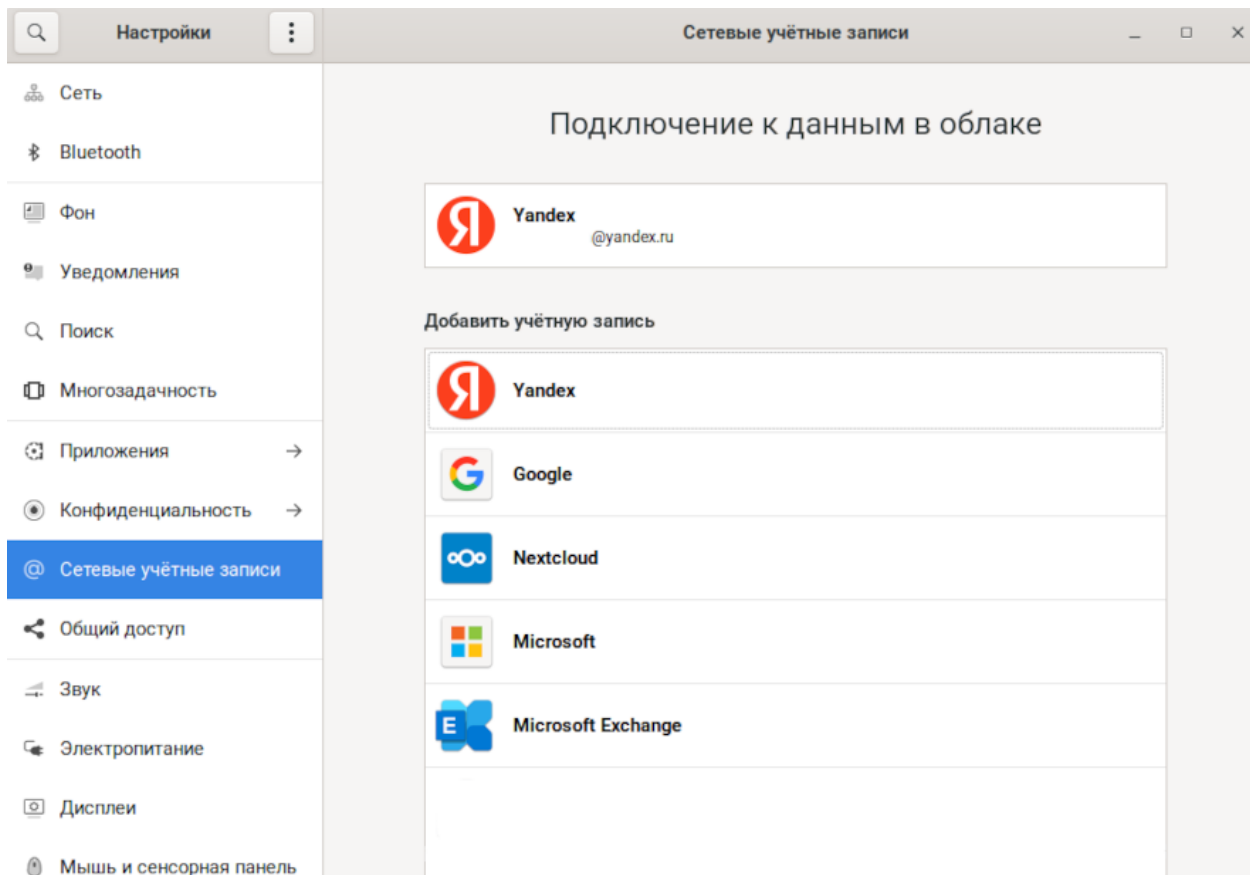 Настройки
Сетевые учётные записи
Сеть
Bluetooth
Фон
Уведомления
Поиск
Многозадачность
Приложения
Конфиденциальность
Сетевые учётные записи
Общий доступ
Звук
Электропитание
Дисплеи
Мышь и сенсорная панель
Подключение к данным в облаке
Yandex
@yandex.ru
Добавить учётную запись
Yandex
Google
Nextcloud
Microsoft
Microsoft Exchange